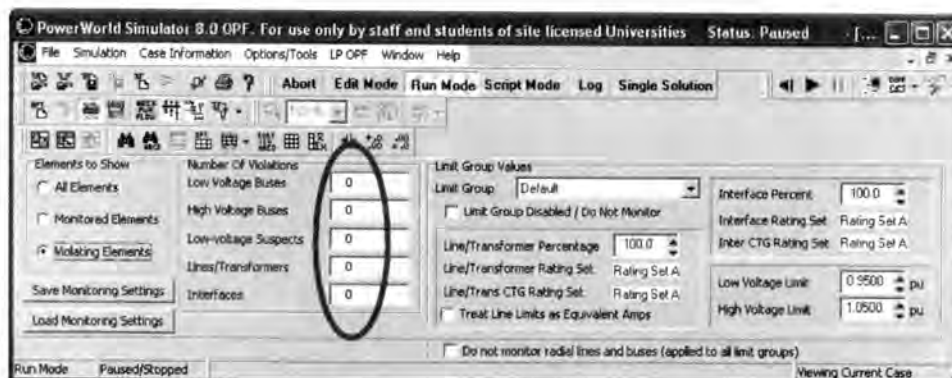 PowerWorld Simulator 8.0 OPF. For use only by staff and students of site licensed Universities Status: Paused
File Simulation Case Information Options/Tools LP OPF Window Help
Abort Edit Mode Run Mode Script Mode Log Single Solution
Elements to Show
All Elements
Monitored Elements
Violating Elements
Save Monitoring Settings
Load Monitoring Settings
Number Of Violations
Low Voltage Buses 0
High Voltage Buses 0
Low-voltage Suspects 0
Lines/Transformers 0
Interfaces 0
Limit Group Values
Limit Group Default
Limit Group Disabled / Do Not Monitor
Line/Transformer Percentage 100.0
Line/Transformer Rating Set Rating Set A
Line/Trans CTG Rating Set Rating Set A
Treat Line Limits as Equivalent Amps
Interface Percent 100.0
Interface Rating Set Rating Set A
Inter CTG Rating Set Rating Set A
Low Voltage Limit 0.9500 pu
High Voltage Limit 1.0500 pu
Do not monitor radial lines and buses (applied to all limit groups)
Run Mode Paused/Stopped Viewing Current Case